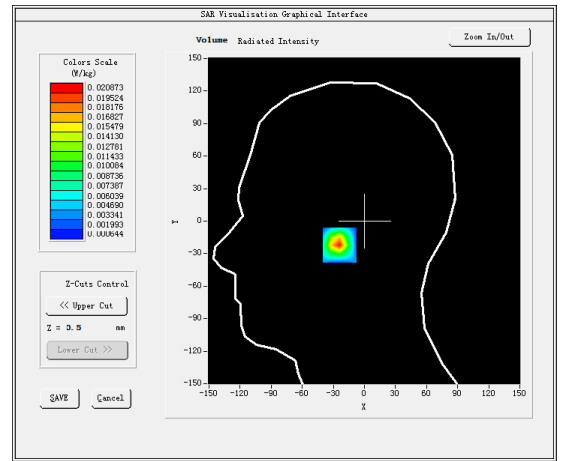 SAR Visualisation Graphical Interface
Volume Radiated Intensity
Zoom In/Out
Colors Scale
(W/kg)
0.020873
0.019524
0.018176
0.016827
0.015479
0.014130
0.012781
0.011433
0.010084
0.008736
0.007387
0.006039
0.004690
0.003341
0.001993
0.000644
Z-Cuts Control
<< Upper Cut
Z = 0.5 mm
Lower Cut >>
SAVE
Cancel
150
120
90
60
30
0
-30
-60
-90
-120
-150
Y
-150 -120 -90 -60 -30 0 30 60 90 120 150
X